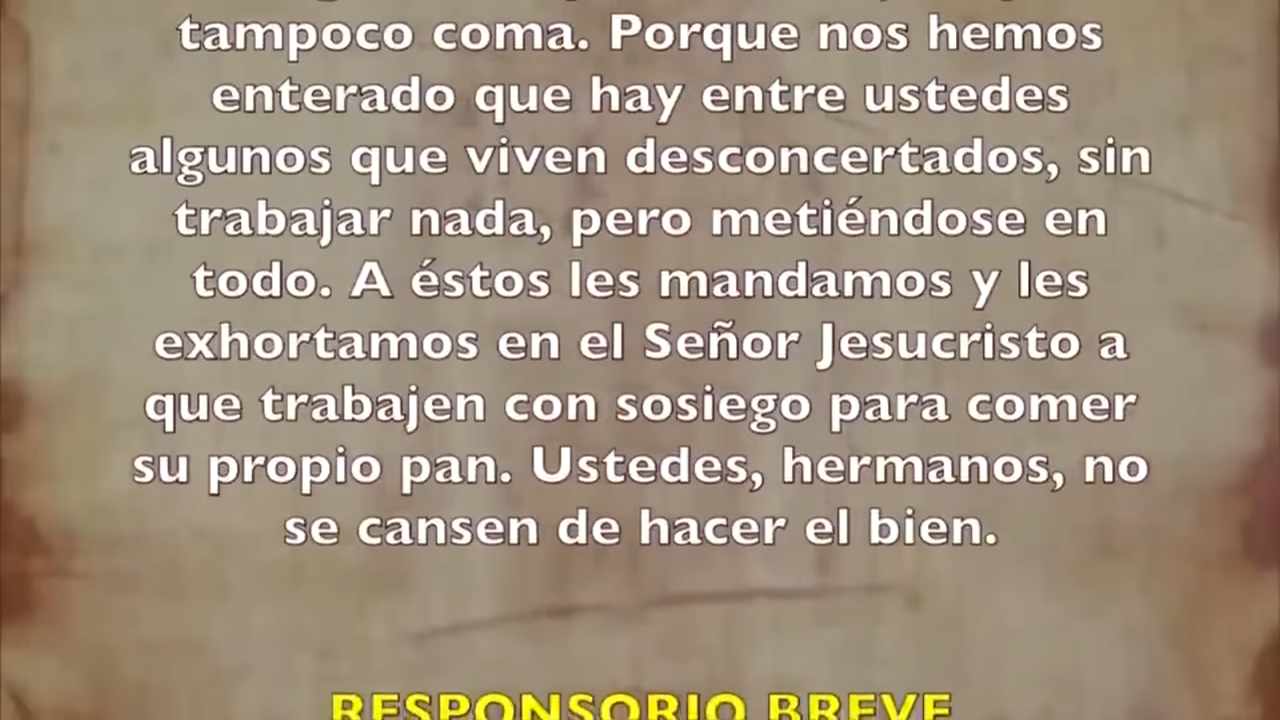 tampoco coma. Porque nos hemos
enterado que hay entre ustedes
algunos que viven desconcertados, sin
trabajar nada, pero metiéndose en
todo. A éstos les mandamos y les
exhortamos en el Señor Jesucristo a
que trabajen con sosiego para comer
su propio pan. Ustedes, hermanos, no
se cansen de hacer el bien.
RESPONSORIO BREVE